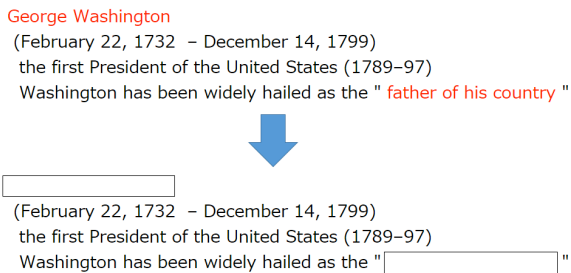 George Washington
(February 22, 1732 – December 14, 1799)
the first President of the United States (1789–97)
Washington has been widely hailed as the " father of his country "
(February 22, 1732 – December 14, 1799)
the first President of the United States (1789–97)
Washington has been widely hailed as the " "